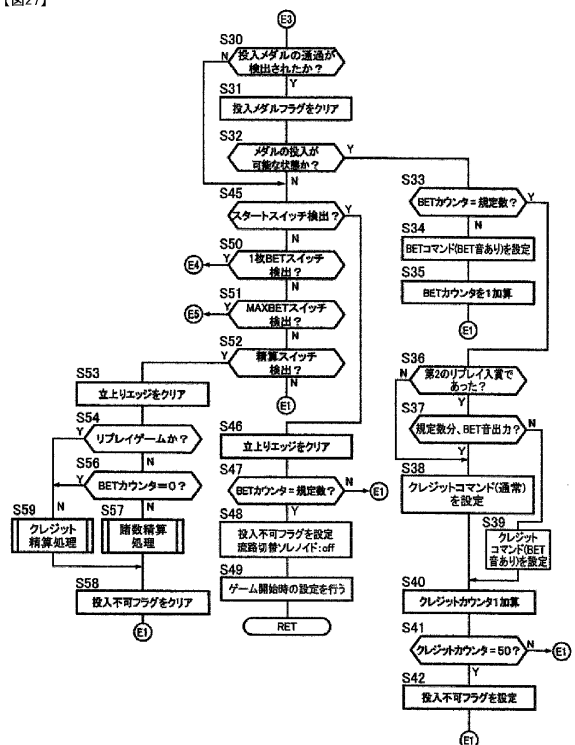 【図27】
E3
S30
投入メダルの通過が
検出されたか？
N
Y
S31
投入メダルフラグをクリア
S32
メダルの投入が
可能な状態か？
Y
N
S45
スタートスイッチ検出？
Y
N
S50
1枚BETスイッチ
検出？
Y
E4
N
S51
MAXBETスイッチ
検出？
Y
E5
N
S52
精算スイッチ
検出？
Y
N
E1
S53
立上りエッジをクリア
S54
リプレイゲームか？
Y
N
S56
BETカウンタ=0？
Y
N
S59
クレジット
精算処理
S57
諸数精算
処理
S58
投入不可フラグをクリア
E1
S46
立上りエッジをクリア
S47
BETカウンタ=規定数？
N
E1
Y
S48
投入不可フラグを設定
流路切替ソレノイド:off
S49
ゲーム開始時の設定を行う
RET
S33
BETカウンタ=規定数？
Y
N
S34
BETコマンド(BET音あり)を設定
S35
BETカウンタを1加算
E1
S36
第2のリプレイ入賞で
あった？
N
Y
S37
規定数分、BET音出力？
N
Y
S38
クレジットコマンド(通常)
を設定
S39
クレジット
コマンド(BET
音あり)を設定
S40
クレジットカウンタ1加算
S41
クレジットカウンタ=50？
N
E1
Y
S42
投入不可フラグを設定
E1